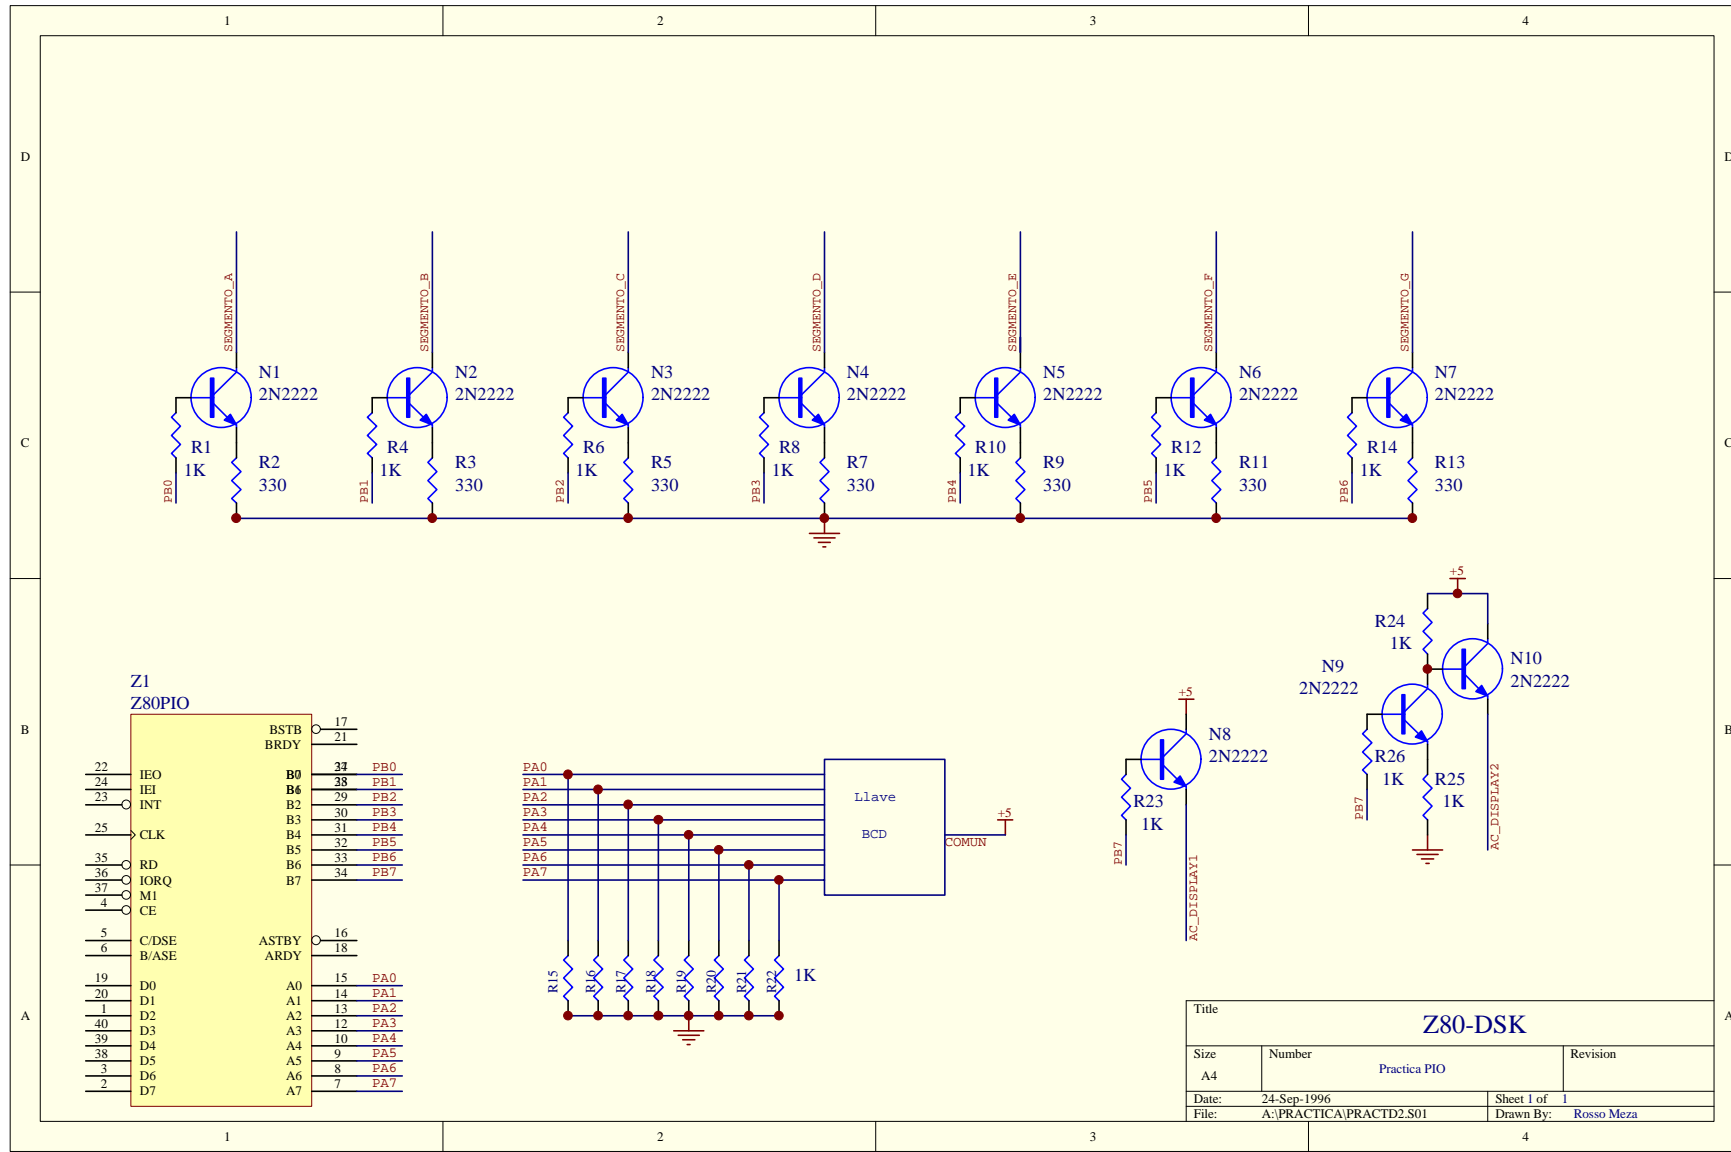 1 2 3 4
D D
C C
B B
A A
SEGMENTO_A
SEGMENTO_B
SEGMENTO_C
SEGMENTO_D
SEGMENTO_E
SEGMENTO_F
SEGMENTO_G
N1
2N2222
N2
2N2222
N3
2N2222
N4
2N2222
N5
2N2222
N6
2N2222
N7
2N2222
R1
1K
R2
330
PB0
R4
1K
R3
330
PB1
R6
1K
R5
330
PB2
R8
1K
R7
330
PB3
R10
1K
R9
330
PB4
R12
1K
R11
330
PB5
R14
1K
R13
330
PB6
+5
R24
1K
N10
2N2222
N9
2N2222
R26
1K
R25
1K
PB7
AC_DISPLAY2
+5
N8
2N2222
R23
1K
PB7
AC_DISPLAY1
Z1
Z80PIO
BSTB 17
BRDY 21
22 IEO
24 IEI
23 INT
25 CLK
35 RD
36 IORQ
37 M1
4 CE
5 C/DSE
6 B/ASE
19 D0
20 D1
1 D2
40 D3
39 D4
38 D5
3 D6
2 D7
PB0
PB1
B2 29 PB2
B3 30 PB3
B4 31 PB4
B5 32 PB5
B6 33 PB6
B7 34 PB7
ASTBY 16
ARDY 18
A0 15 PA0
A1 14 PA1
A2 13 PA2
A3 12 PA3
A4 10 PA4
A5 9 PA5
A6 8 PA6
A7 7 PA7
PA0
PA1
PA2
PA3
PA4
PA5
PA6
PA7
Llave
BCD
+5
COMUN
R15
R16
R17
R18
R19
R20
R21
R22
1K
Title
Z80-DSK
Size
A4
Number
Practica PIO
Revision
Date: 24-Sep-1996
Sheet 1 of 1
File: A:\PRACTICA\PRACTD2.S01
Drawn By: Rosso Meza
1 2 3 4